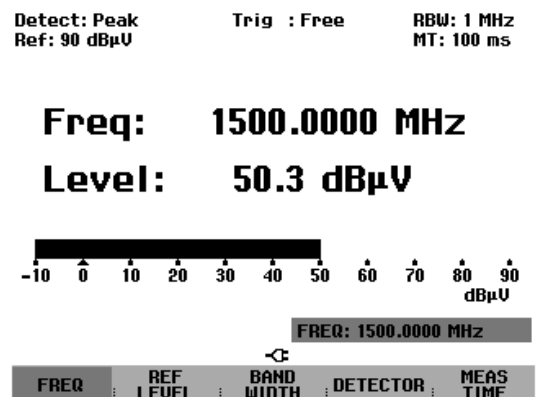 Detect: Peak Trig : Free RBW: 1 MHz
Ref: 90 dBµV MT: 100 ms
Freq: 1500.0000 MHz
Level: 50.3 dBµV
-10 0 10 20 30 40 50 60 70 80 90
dBµV
FREQ: 1500.0000 MHz
FREQ REF LEVEL BAND WIDTH DETECTOR MEAS TIME